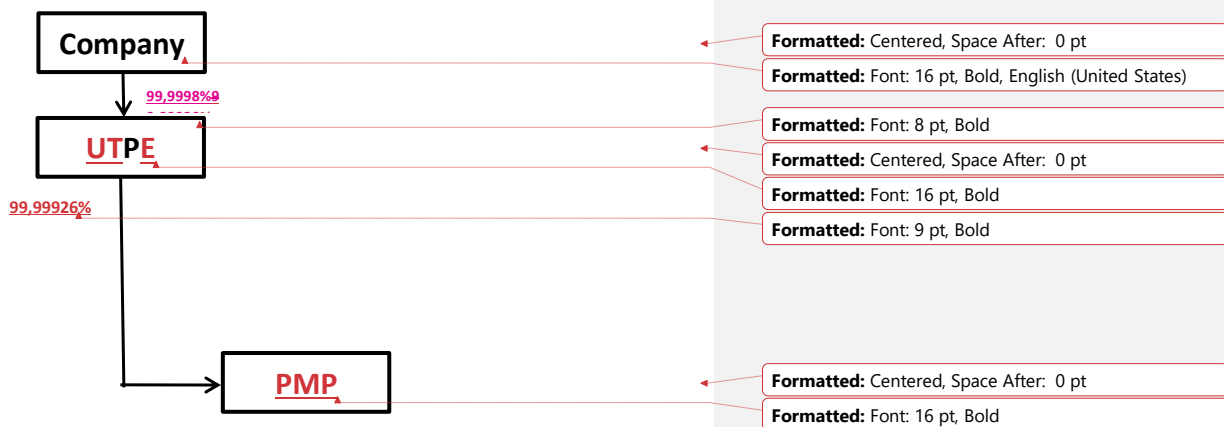 Company
99,9998%9
UTPE
99,99926%
PMP
Formatted: Centered, Space After: 0 pt
Formatted: Font: 16 pt, Bold, English (United States)
Formatted: Font: 8 pt, Bold
Formatted: Centered, Space After: 0 pt
Formatted: Font: 16 pt, Bold
Formatted: Font: 9 pt, Bold
Formatted: Centered, Space After: 0 pt
Formatted: Font: 16 pt, Bold